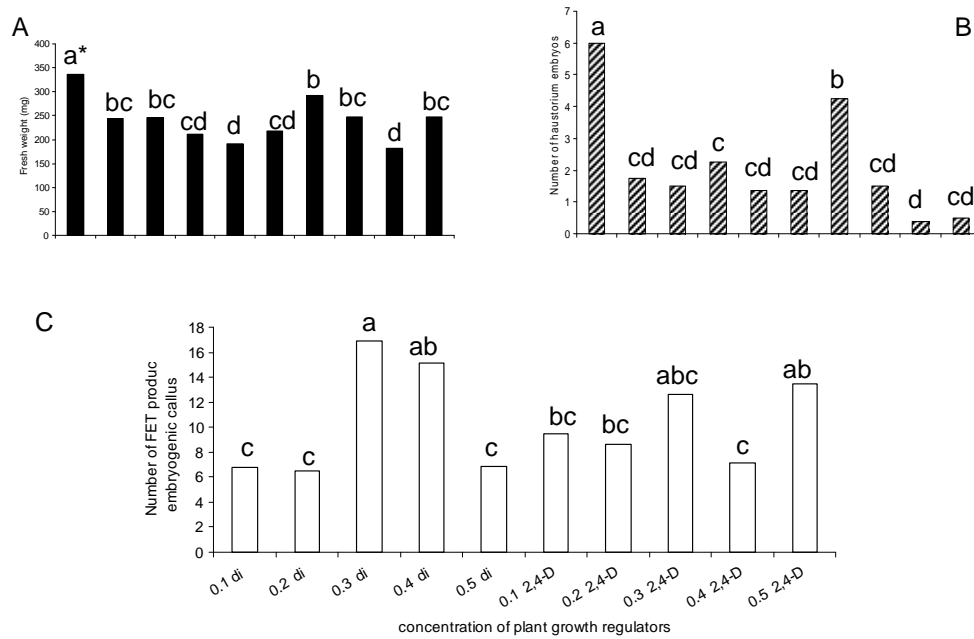 A
Fresh weight (mg)
400
350
300
250
200
150
100
50
0
a* bc bc cd d cd b bc d bc
B
Number of haustorium embryos
7
6
5
4
3
2
1
0
a cd cd c cd cd b cd d cd
C
Number of FET produc
embryogenic callus
18
16
14
12
10
8
6
4
2
0
c c a ab c bc bc abc c ab
0.1 di 0.2 di 0.3 di 0.4 di 0.5 di 0.1 2,4-D 0.2 2,4-D 0.3 2,4-D 0.4 2,4-D 0.5 2,4-D
concentration of plant growth regulators